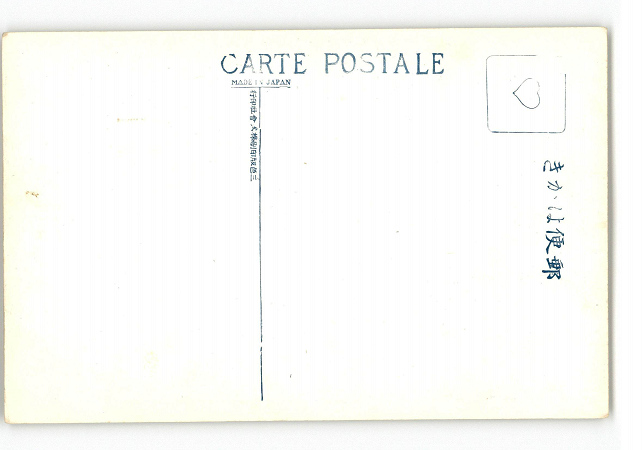 CARTE POSTALE
MADE IN JAPAN
郵便はがき